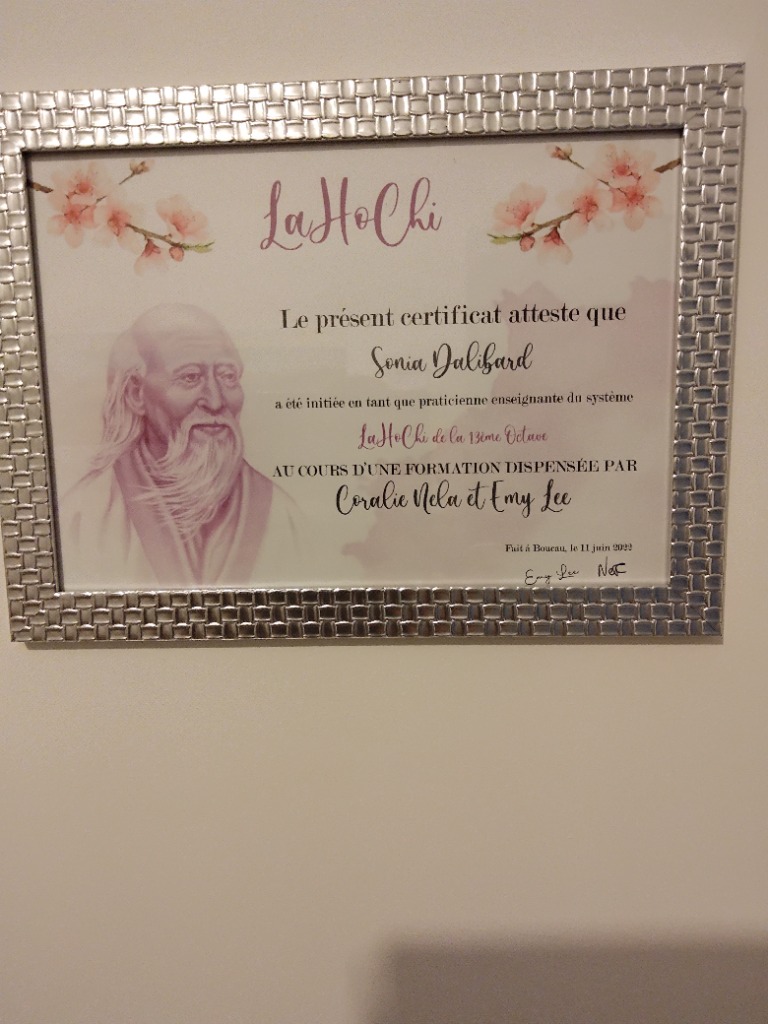 LaHoChi
Le présent certificat atteste que
Sonia Dalibard
a été initiée en tant que praticienne enseignante du système
LaHoChi de la 13ème Octave
AU COURS D'UNE FORMATION DISPENSÉE PAR
Coralie Nela et Emy Lee
Fait à Boucau, le 11 juin 2022
Emy Lee